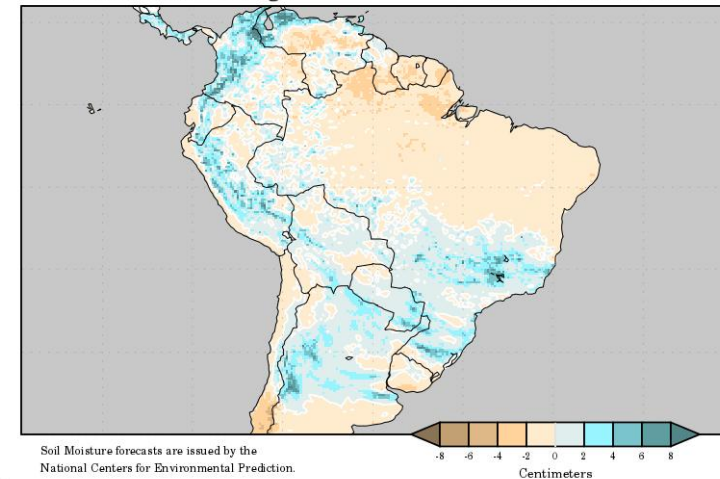 Soil Moisture forecasts are issued by the
National Centers for Environmental Prediction.
-8 -6 -4 -2 0 2 4 6 8
Centimeters